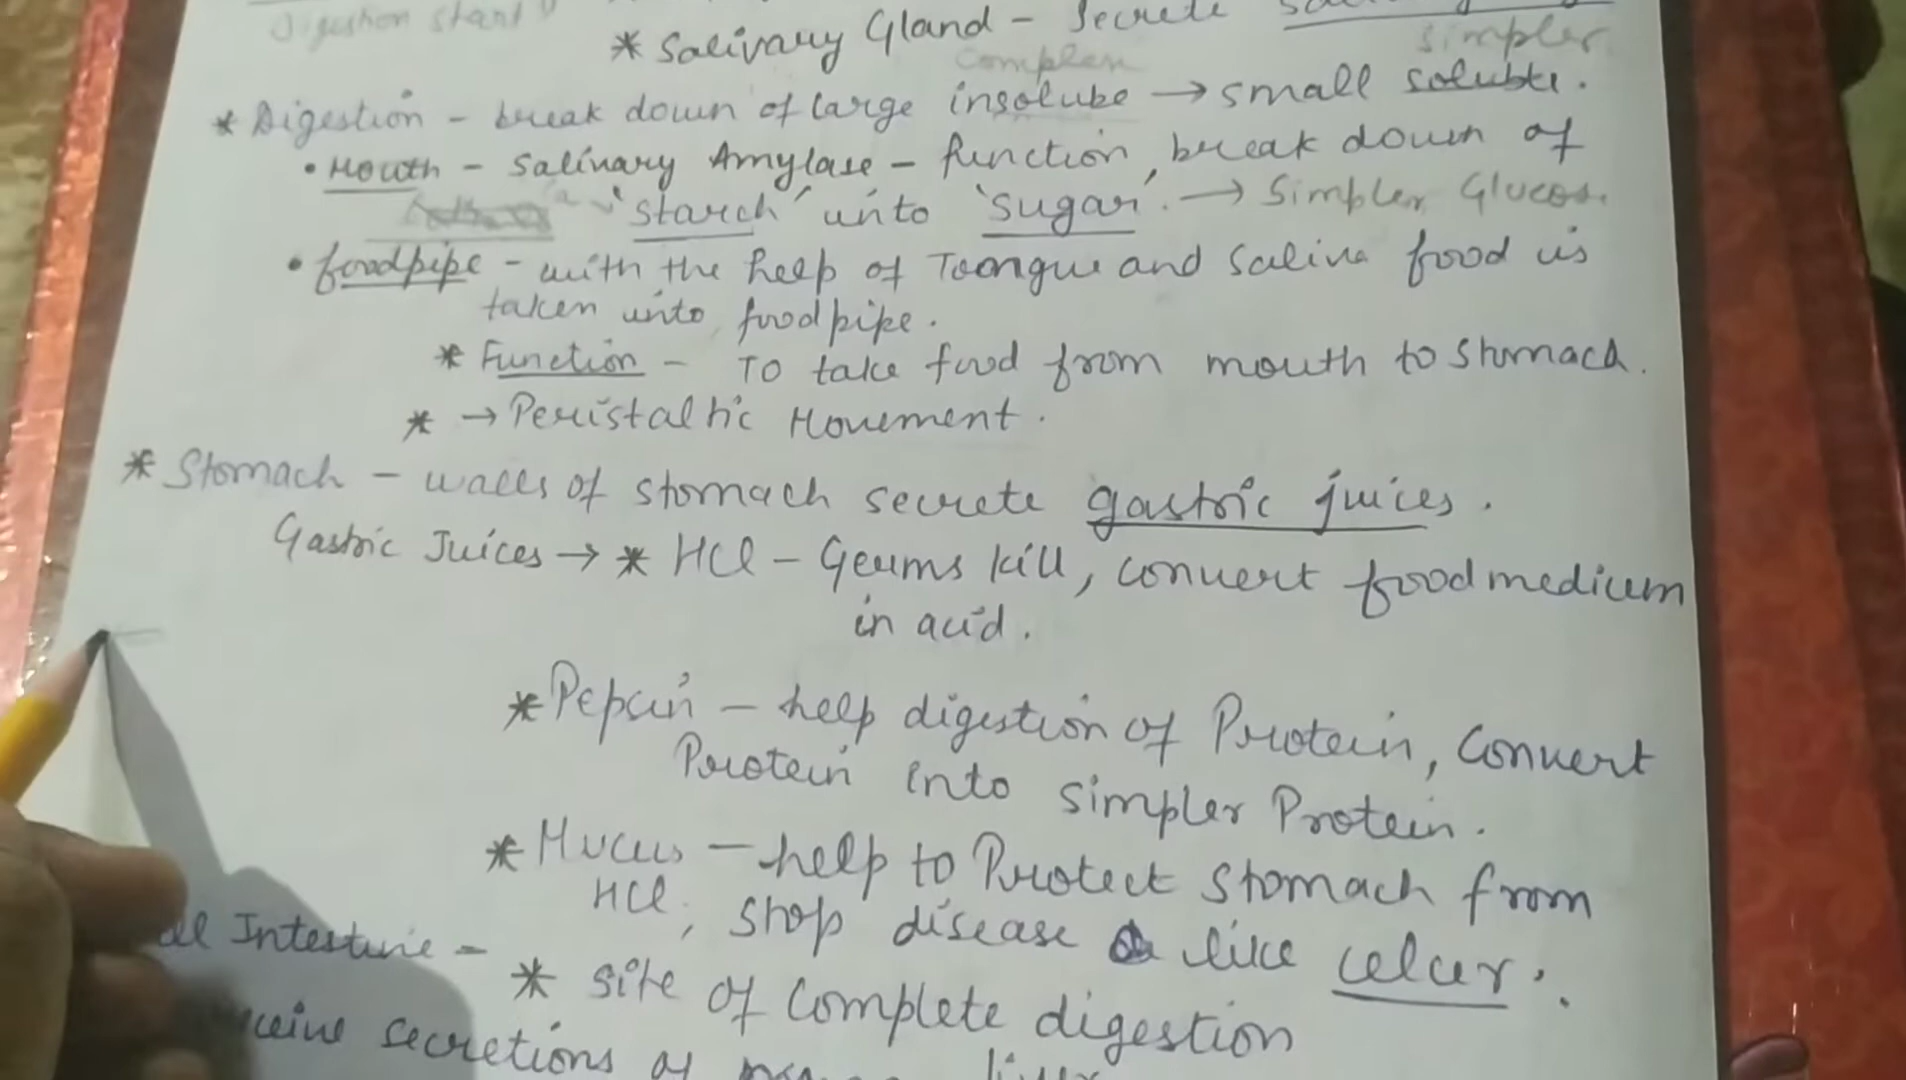 Digestion start
* Salivary Gland - Secrete
complex simpler
* Digestion - break down of large insolube → small soluble.
• Mouth - Salivary Amylase - function, break down of
'starch' into 'sugar'. → Simpler Glucose.
• foodpipe - with the help of Toongue and Saliva food is
taken into foodpipe.
* Function - To take food from mouth to Stomach.
* → Peristaltic Movement.
* Stomach - walls of stomach secrete gastric juices.
Gastric Juices → * HCl - Germs kill, convert food medium
in acid.
* Pepsin - help digestion of Protein, Convert
Protein into simpler Protein.
* Mucus - help to Protect stomach from
HCl, stop disease like ulcer.
Intestine - * site of Complete digestion
secretions of